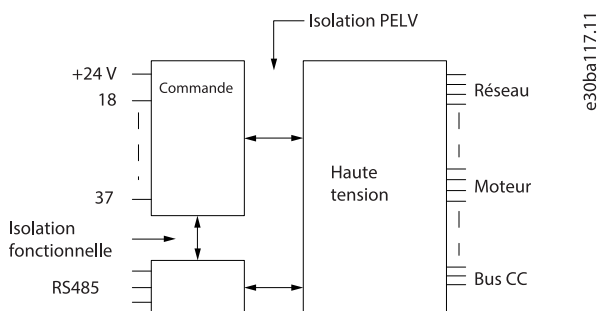 Isolation PELV
e30ba117.11
+24 V
Commande
18
Réseau
Haute
tension
37
Moteur
Isolation
fonctionnelle
RS485
Bus CC